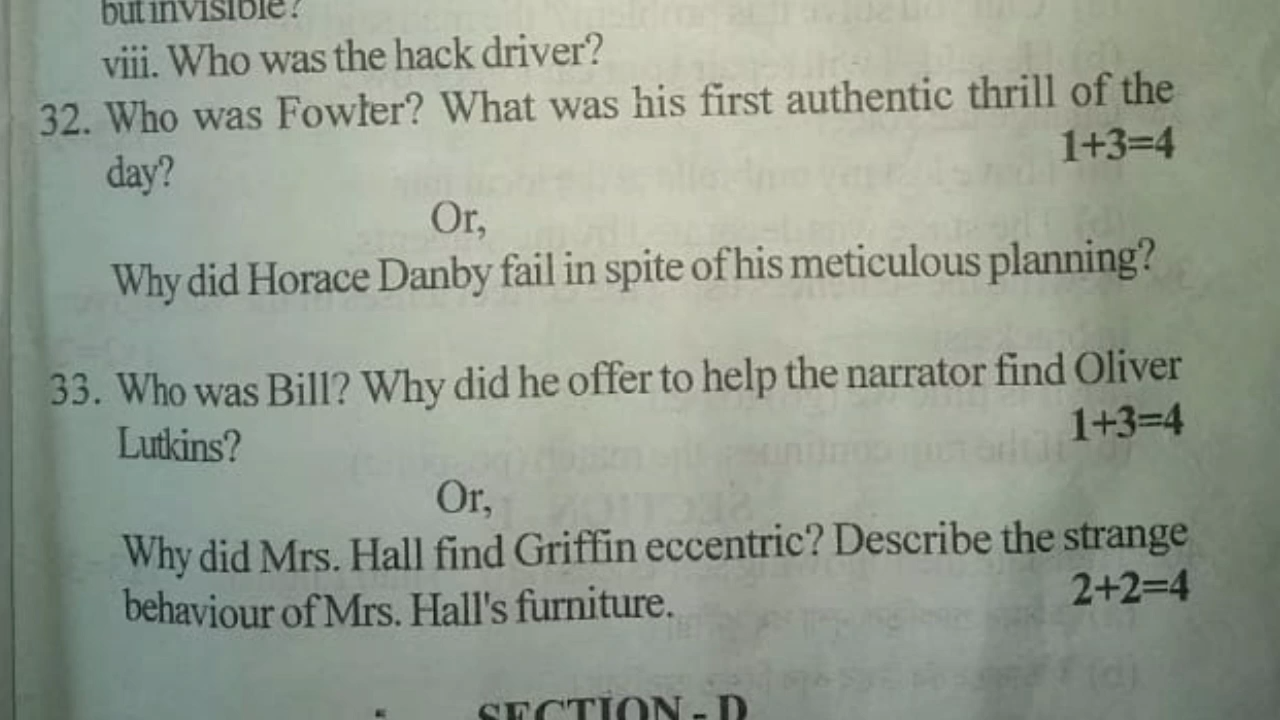 but invisible?
viii. Who was the hack driver?
32. Who was Fowler? What was his first authentic thrill of the
day? 1+3=4
Or,
Why did Horace Danby fail in spite of his meticulous planning?
33. Who was Bill? Why did he offer to help the narrator find Oliver
Lutkins? 1+3=4
Or,
Why did Mrs. Hall find Griffin eccentric? Describe the strange
behaviour of Mrs. Hall's furniture. 2+2=4
SECTION - D